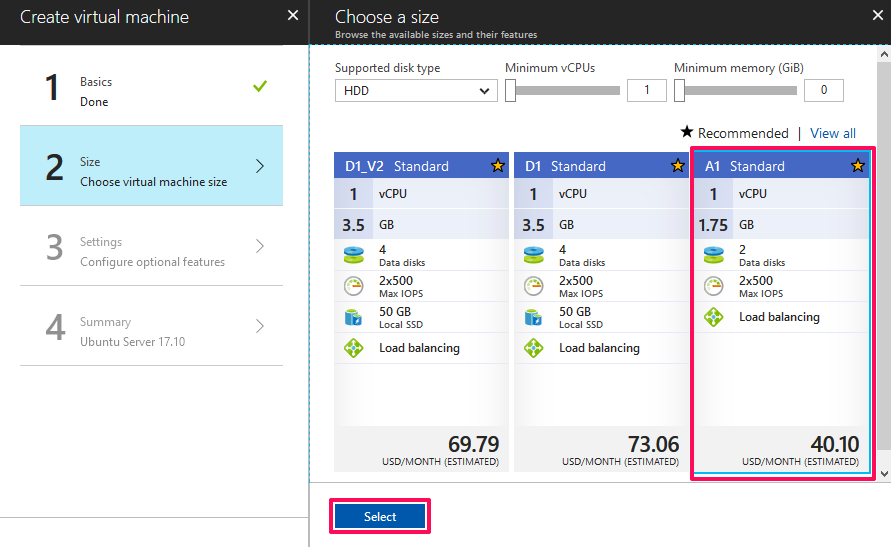 Create virtual machine
1
Basics
Done
2
Size
Choose virtual machine size
3
Settings
Configure optional features
4
Summary
Ubuntu Server 17.10
Choose a size
Browse the available sizes and their features
Supported disk type
HDD
Minimum vCPUs
1
Minimum memory (GiB)
0
Recommended | View all
D1_V2 Standard
1 vCPU
3.5 GB
4
Data disks
2x500
Max IOPS
50 GB
Local SSD
Load balancing
69.79
USD/MONTH (ESTIMATED)
D1 Standard
1 vCPU
3.5 GB
4
Data disks
2x500
Max IOPS
50 GB
Local SSD
Load balancing
73.06
USD/MONTH (ESTIMATED)
A1 Standard
1 vCPU
1.75 GB
2
Data disks
2x500
Max IOPS
Load balancing
40.10
USD/MONTH (ESTIMATED)
Select